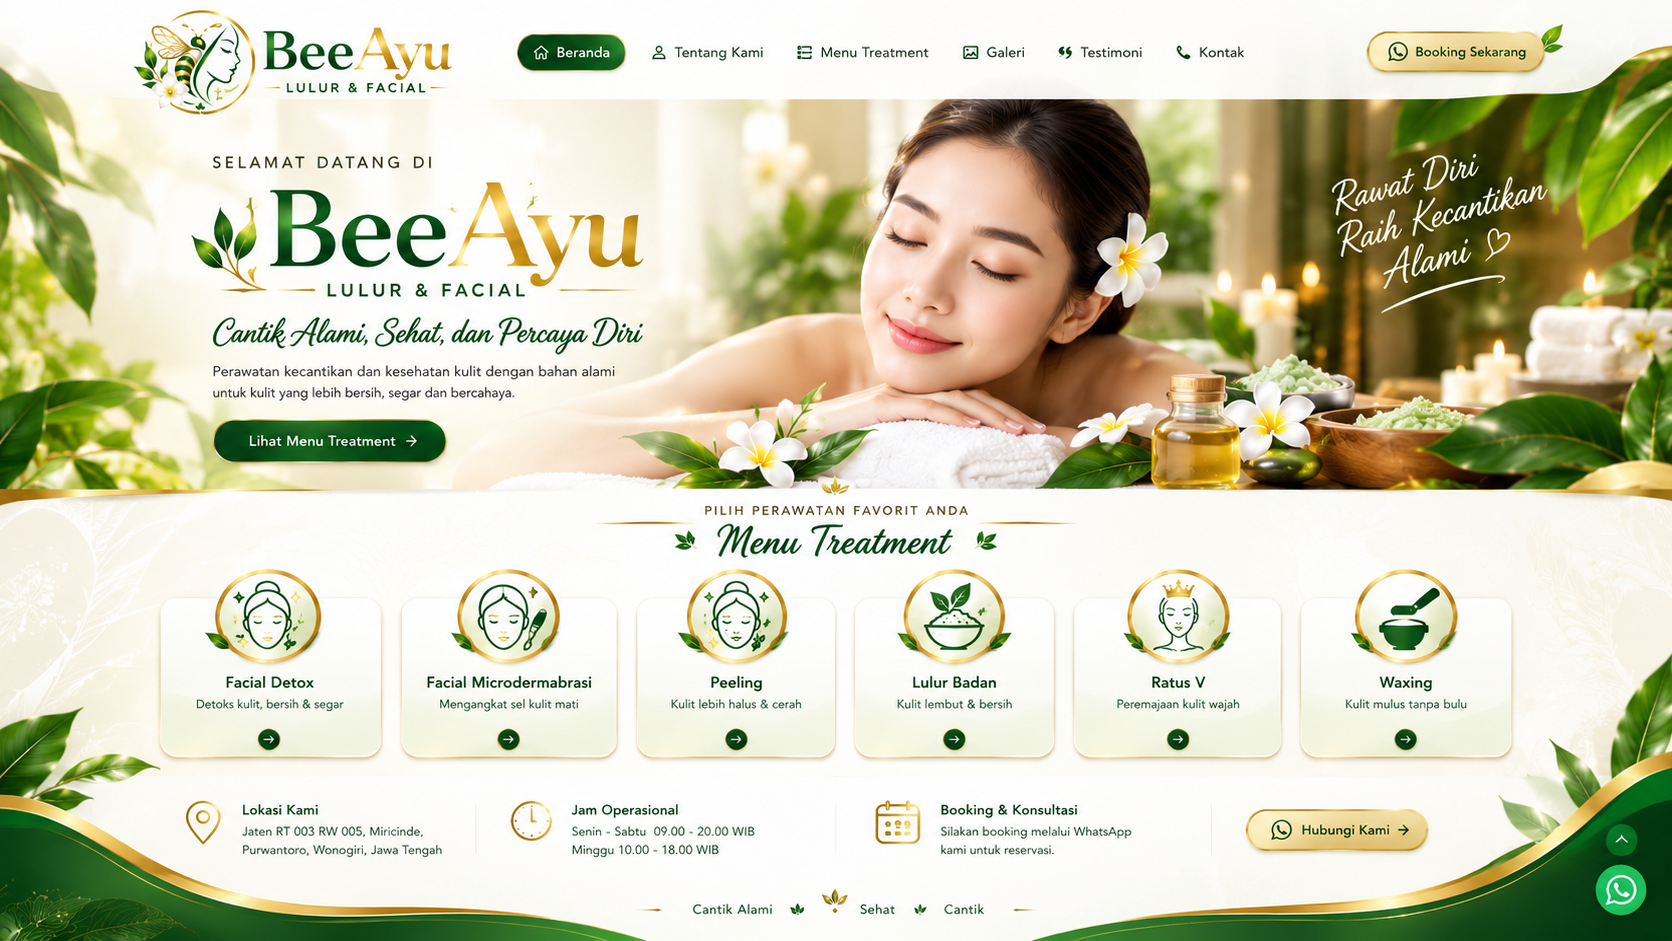 BeeAyu
LULUR & FACIAL
Beranda
Tentang Kami
Menu Treatment
Galeri
Testimoni
Kontak
Booking Sekarang
SELAMAT DATANG DI
BeeAyu
LULUR & FACIAL
Cantik Alami, Sehat, dan Percaya Diri
Perawatan kecantikan dan kesehatan kulit dengan bahan alami
untuk kulit yang lebih bersih, segar dan bercahaya.
Lihat Menu Treatment
Rawat Diri
Raih Kecantikan
Alami
PILIH PERAWATAN FAVORIT ANDA
Menu Treatment
Facial Detox
Detoks kulit, bersih & segar
Facial Microdermabrasi
Mengangkat sel kulit mati
Peeling
Kulit lebih halus & cerah
Lulur Badan
Kulit lembut & bersih
Ratus V
Peremajaan kulit wajah
Waxing
Kulit mulus tanpa bulu
Lokasi Kami
Jaten RT 003 RW 005, Miricinde,
Purwantoro, Wonogiri, Jawa Tengah
Jam Operasional
Senin - Sabtu 09.00 - 20.00 WIB
Minggu 10.00 - 18.00 WIB
Booking & Konsultasi
Silakan booking melalui WhatsApp
kami untuk reservasi.
Hubungi Kami
Cantik Alami
Sehat
Cantik